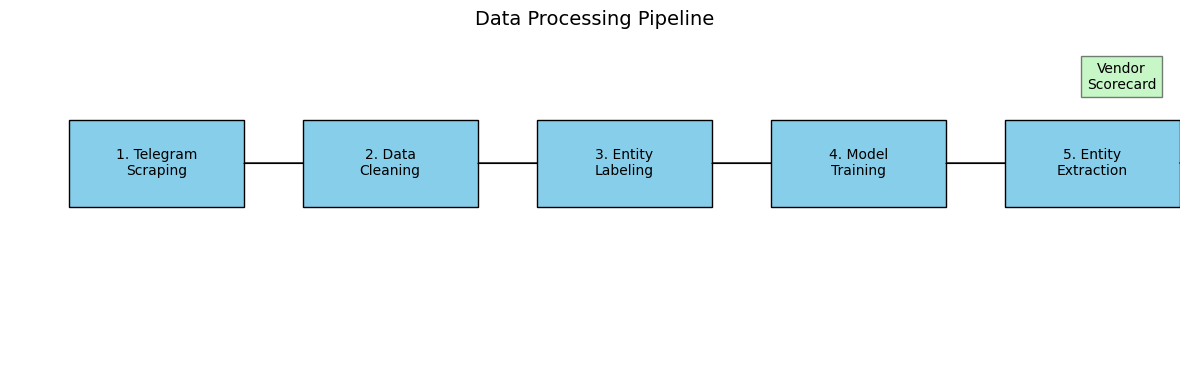 Data Processing Pipeline
Vendor
Scorecard
1. Telegram
Scraping
2. Data
Cleaning
3. Entity
Labeling
4. Model
Training
5. Entity
Extraction